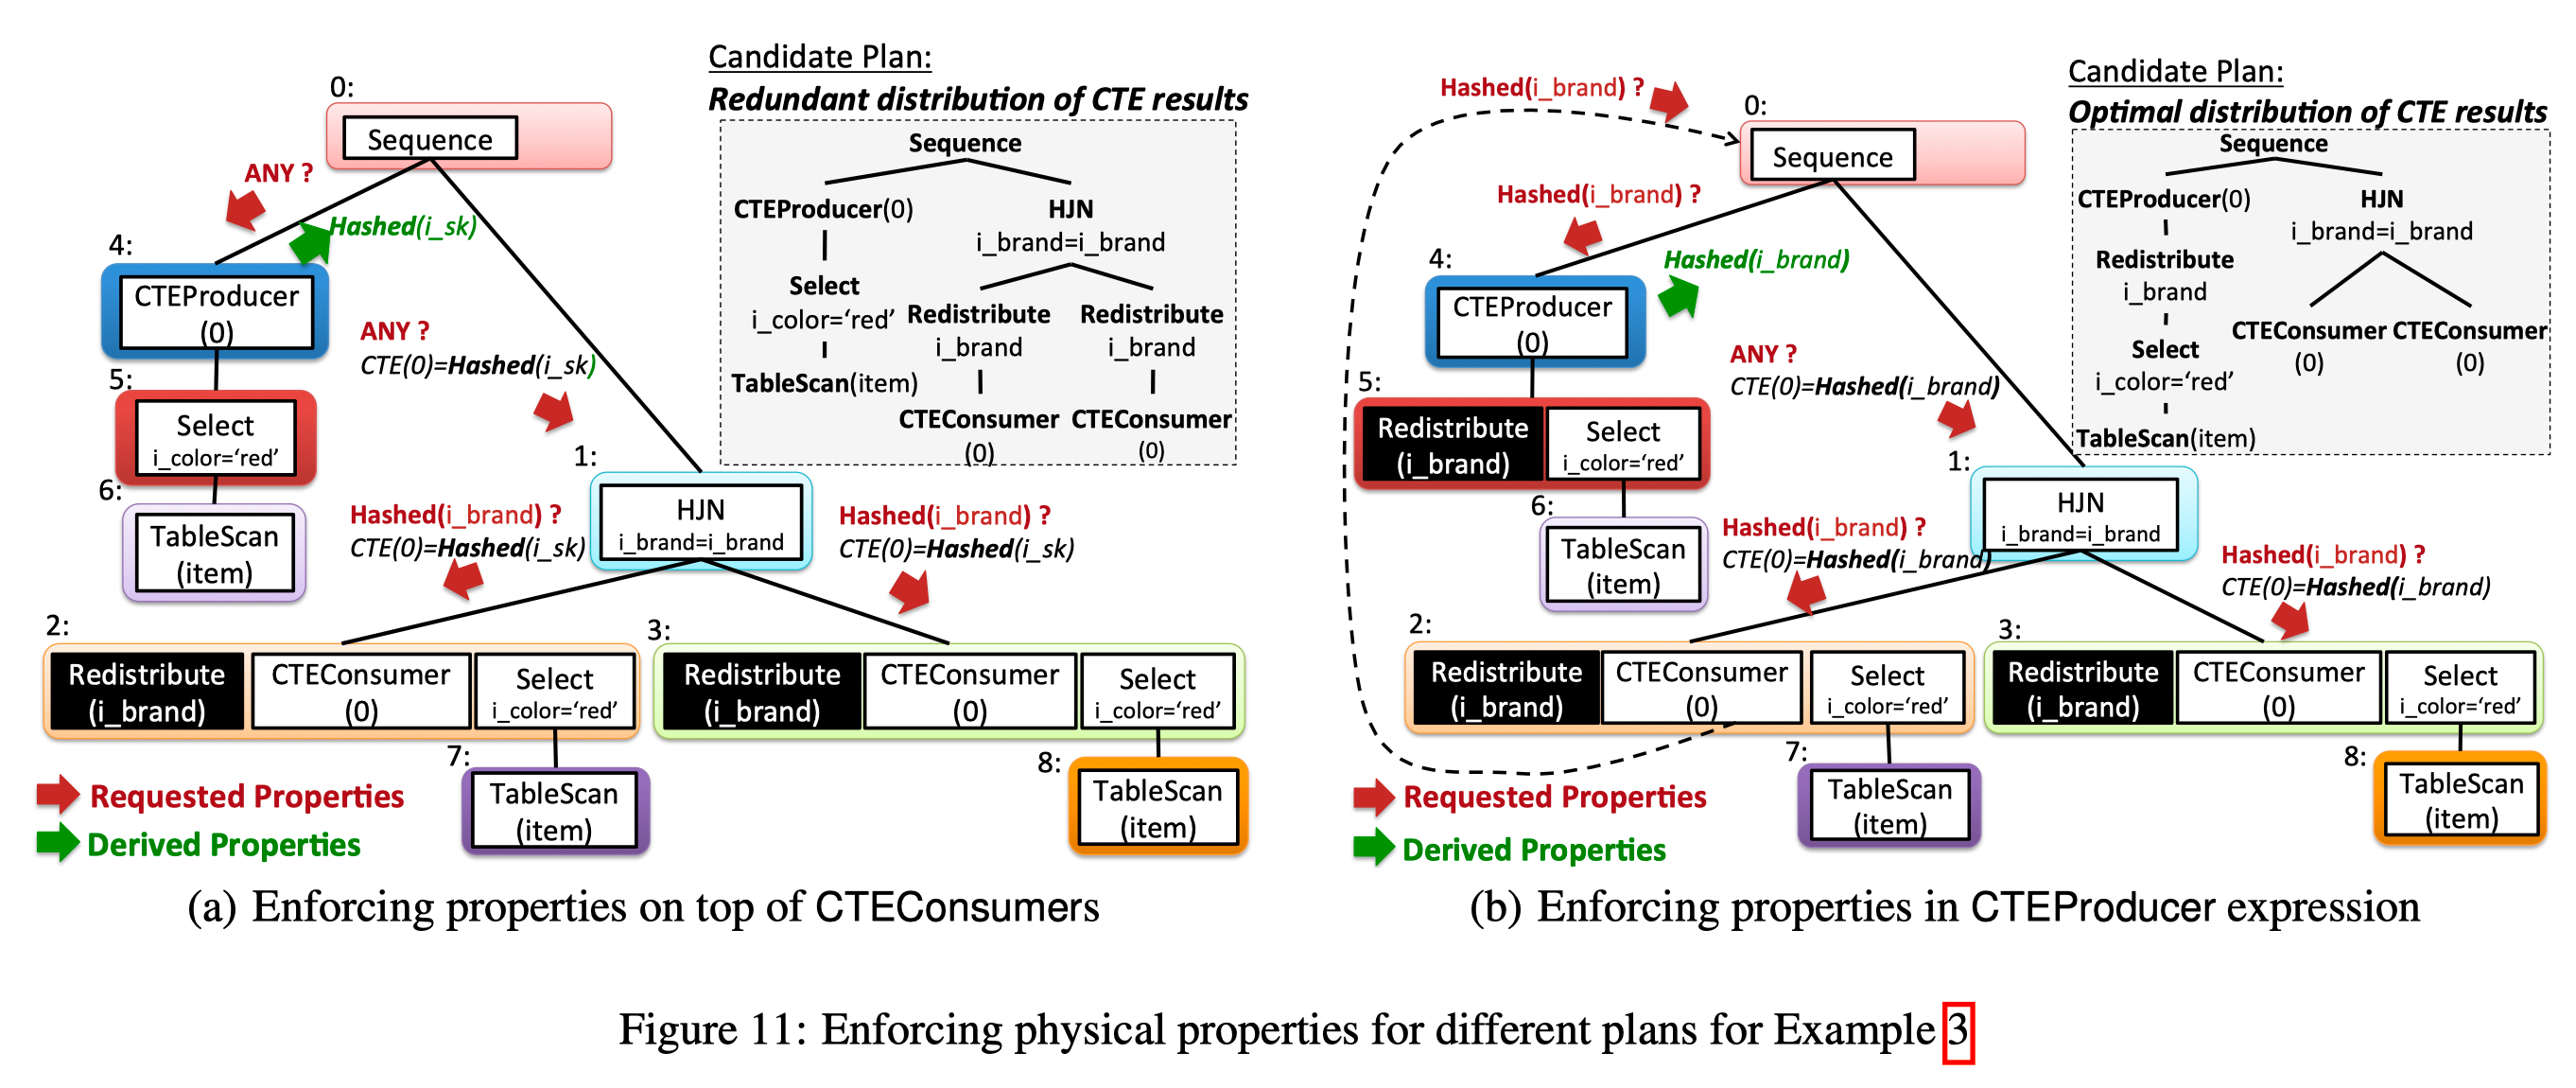 Candidate Plan:
Redundant distribution of CTE results
0:
Sequence
ANY ?
Hashed(i_sk)
4:
CTEProducer
(0)
5:
Select
i_color=‘red’
6:
TableScan
(item)
ANY ?
CTE(0)=Hashed(i_sk)
1:
HJN
i_brand=i_brand
Hashed(i_brand) ?
CTE(0)=Hashed(i_sk)
Hashed(i_brand) ?
CTE(0)=Hashed(i_sk)
2:
Redistribute
(i_brand)
CTEConsumer
(0)
Select
i_color=‘red’
3:
Redistribute
(i_brand)
CTEConsumer
(0)
Select
i_color=‘red’
7:
TableScan
(item)
8:
TableScan
(item)
Requested Properties
Derived Properties
Sequence
CTEProducer(0)
HJN
i_brand=i_brand
Select
i_color=‘red’
Redistribute
i_brand
Redistribute
i_brand
TableScan(item)
CTEConsumer
(0)
CTEConsumer
(0)
(a) Enforcing properties on top of CTEConsumers
Candidate Plan:
Optimal distribution of CTE results
Hashed(i_brand) ?
0:
Sequence
Hashed(i_brand) ?
Hashed(i_brand)
4:
CTEProducer
(0)
5:
Redistribute
(i_brand)
Select
i_color=‘red’
6:
TableScan
(item)
ANY ?
CTE(0)=Hashed(i_brand)
1:
HJN
i_brand=i_brand
Hashed(i_brand) ?
CTE(0)=Hashed(i_brand)
Hashed(i_brand) ?
CTE(0)=Hashed(i_brand)
2:
Redistribute
(i_brand)
CTEConsumer
(0)
Select
i_color=‘red’
3:
Redistribute
(i_brand)
CTEConsumer
(0)
Select
i_color=‘red’
7:
TableScan
(item)
8:
TableScan
(item)
Requested Properties
Derived Properties
Sequence
CTEProducer(0)
HJN
i_brand=i_brand
Redistribute
i_brand
Select
i_color=‘red’
TableScan(item)
CTEConsumer
(0)
CTEConsumer
(0)
(b) Enforcing properties in CTEProducer expression
Figure 11: Enforcing physical properties for different plans for Example 3